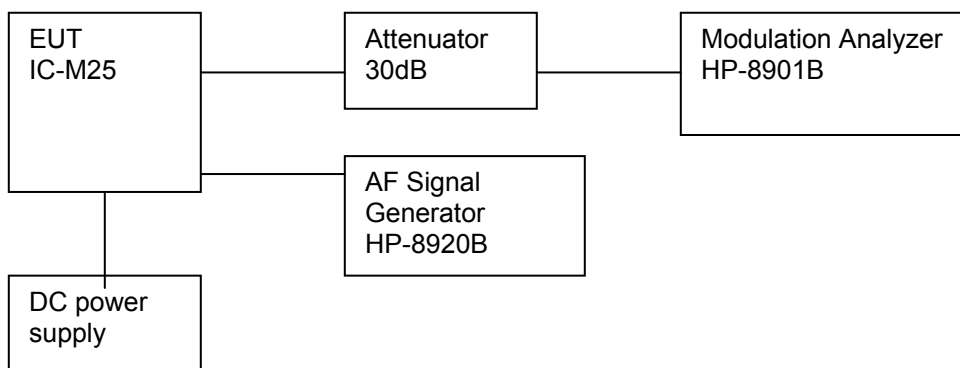 EUT
IC-M25
Attenuator
30dB
Modulation Analyzer
HP-8901B
AF Signal
Generator
HP-8920B
DC power
supply